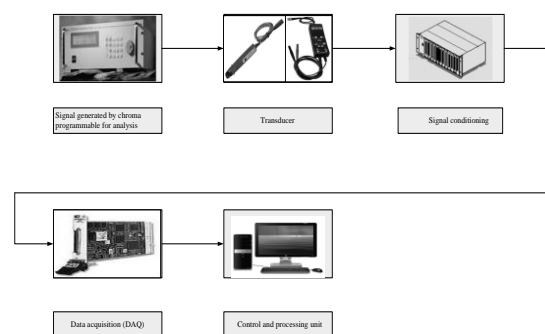 Signal generated by chroma
programmable for analysis
Transducer
Signal conditioning
Data acquisition (DAQ)
Control and processing unit